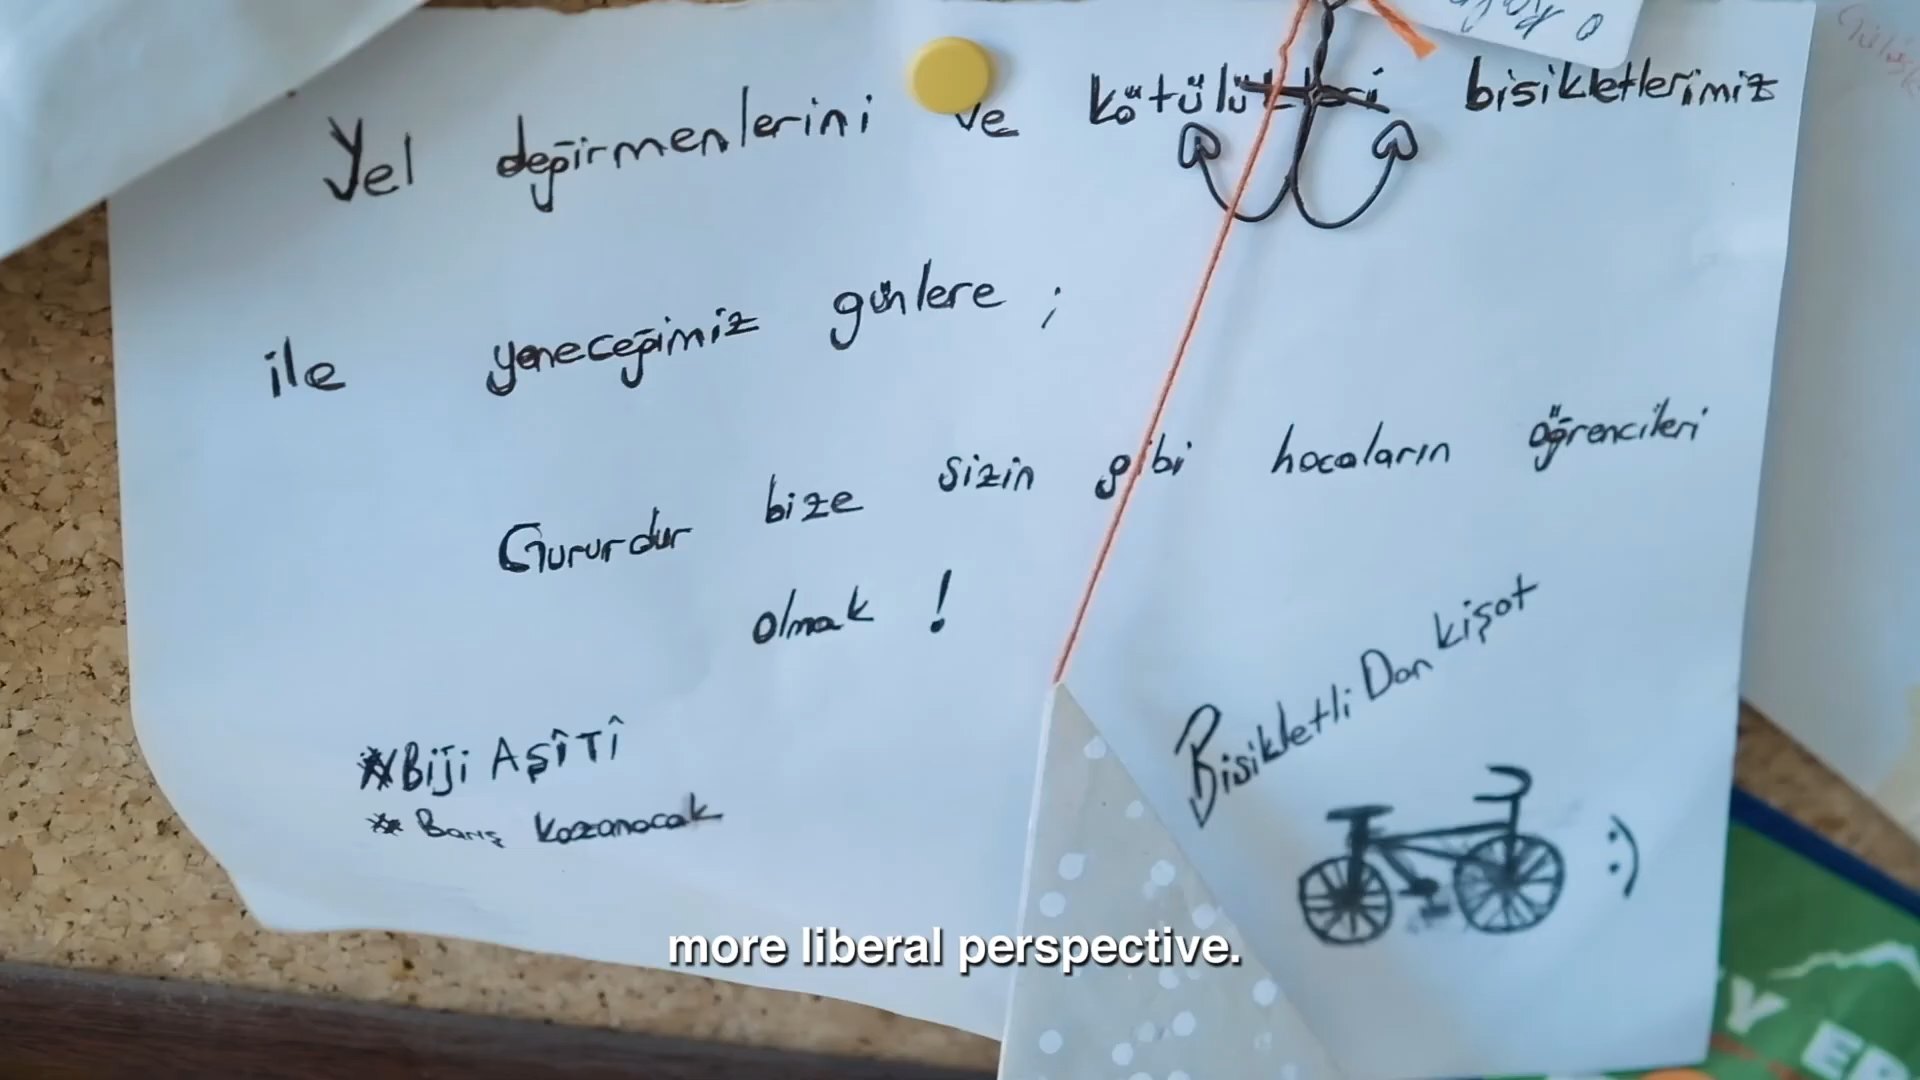 Yel değirmenlerini ve kötülükleri bisikletlerimiz
ile yeneceğimiz günlere ;
Gururdur bize sizin gibi hocaların öğrencileri
olmak !
* Biji AŞîTî
* Barış Kazanacak
Bisikletli Don kişot
:)
more liberal perspective.